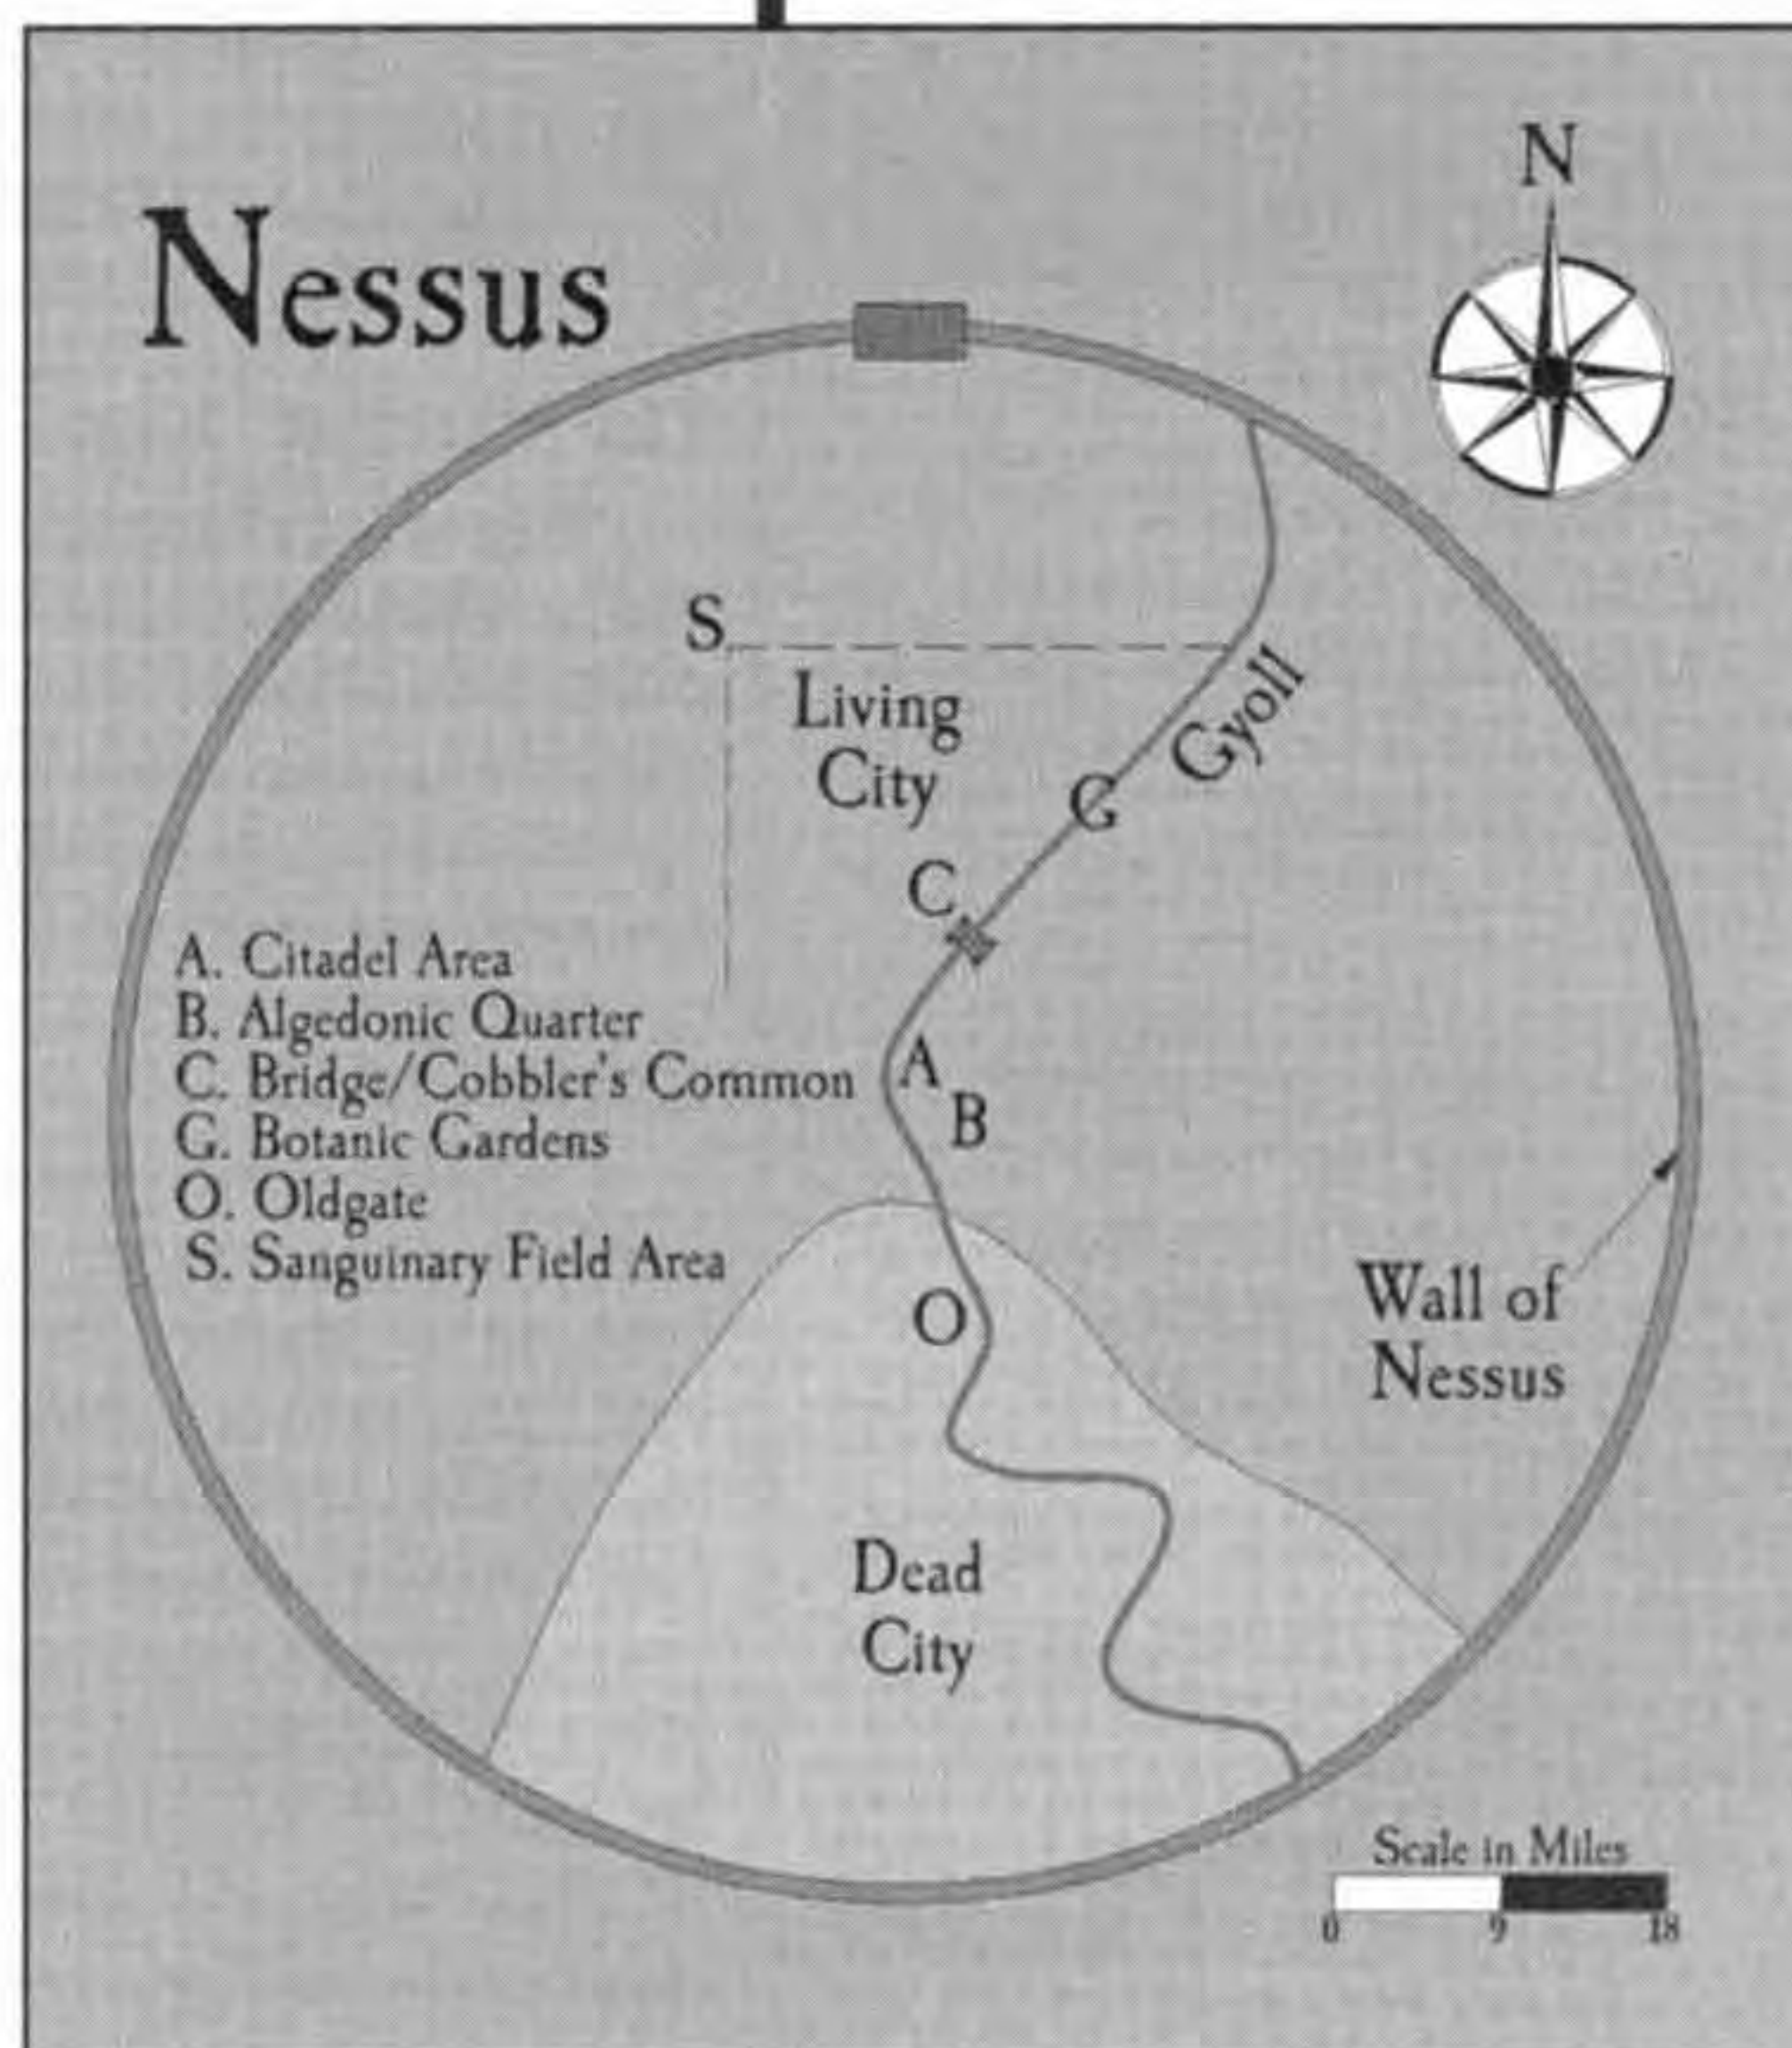 N
Nessus
S
Living
City
Gyoll
G
C
A. Citadel Area
B. Algedonic Quarter
C. Bridge/Cobbler's Common
G. Botanic Gardens
O. Oldgate
S. Sanguinary Field Area
A
B
O
Wall of
Nessus
Dead
City
Scale in Miles
0 9 18